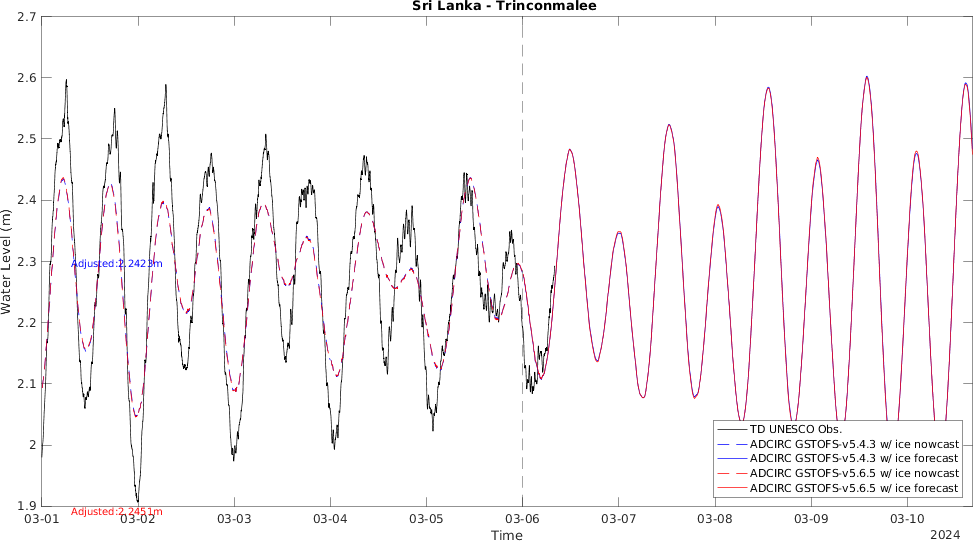 Sri Lanka - Trinconmalee
2.7
2.6
2.5
2.4
2.3
2.2
2.1
2
1.9
Water Level (m)
Adjusted:2.2423m
Adjusted:2.2451m
TD UNESCO Obs.
ADCIRC GSTOFS-v5.4.3 w/ ice nowcast
ADCIRC GSTOFS-v5.4.3 w/ ice forecast
ADCIRC GSTOFS-v5.6.5 w/ ice nowcast
ADCIRC GSTOFS-v5.6.5 w/ ice forecast
03-01 03-02 03-03 03-04 03-05 03-06 03-07 03-08 03-09 03-10
Time
2024